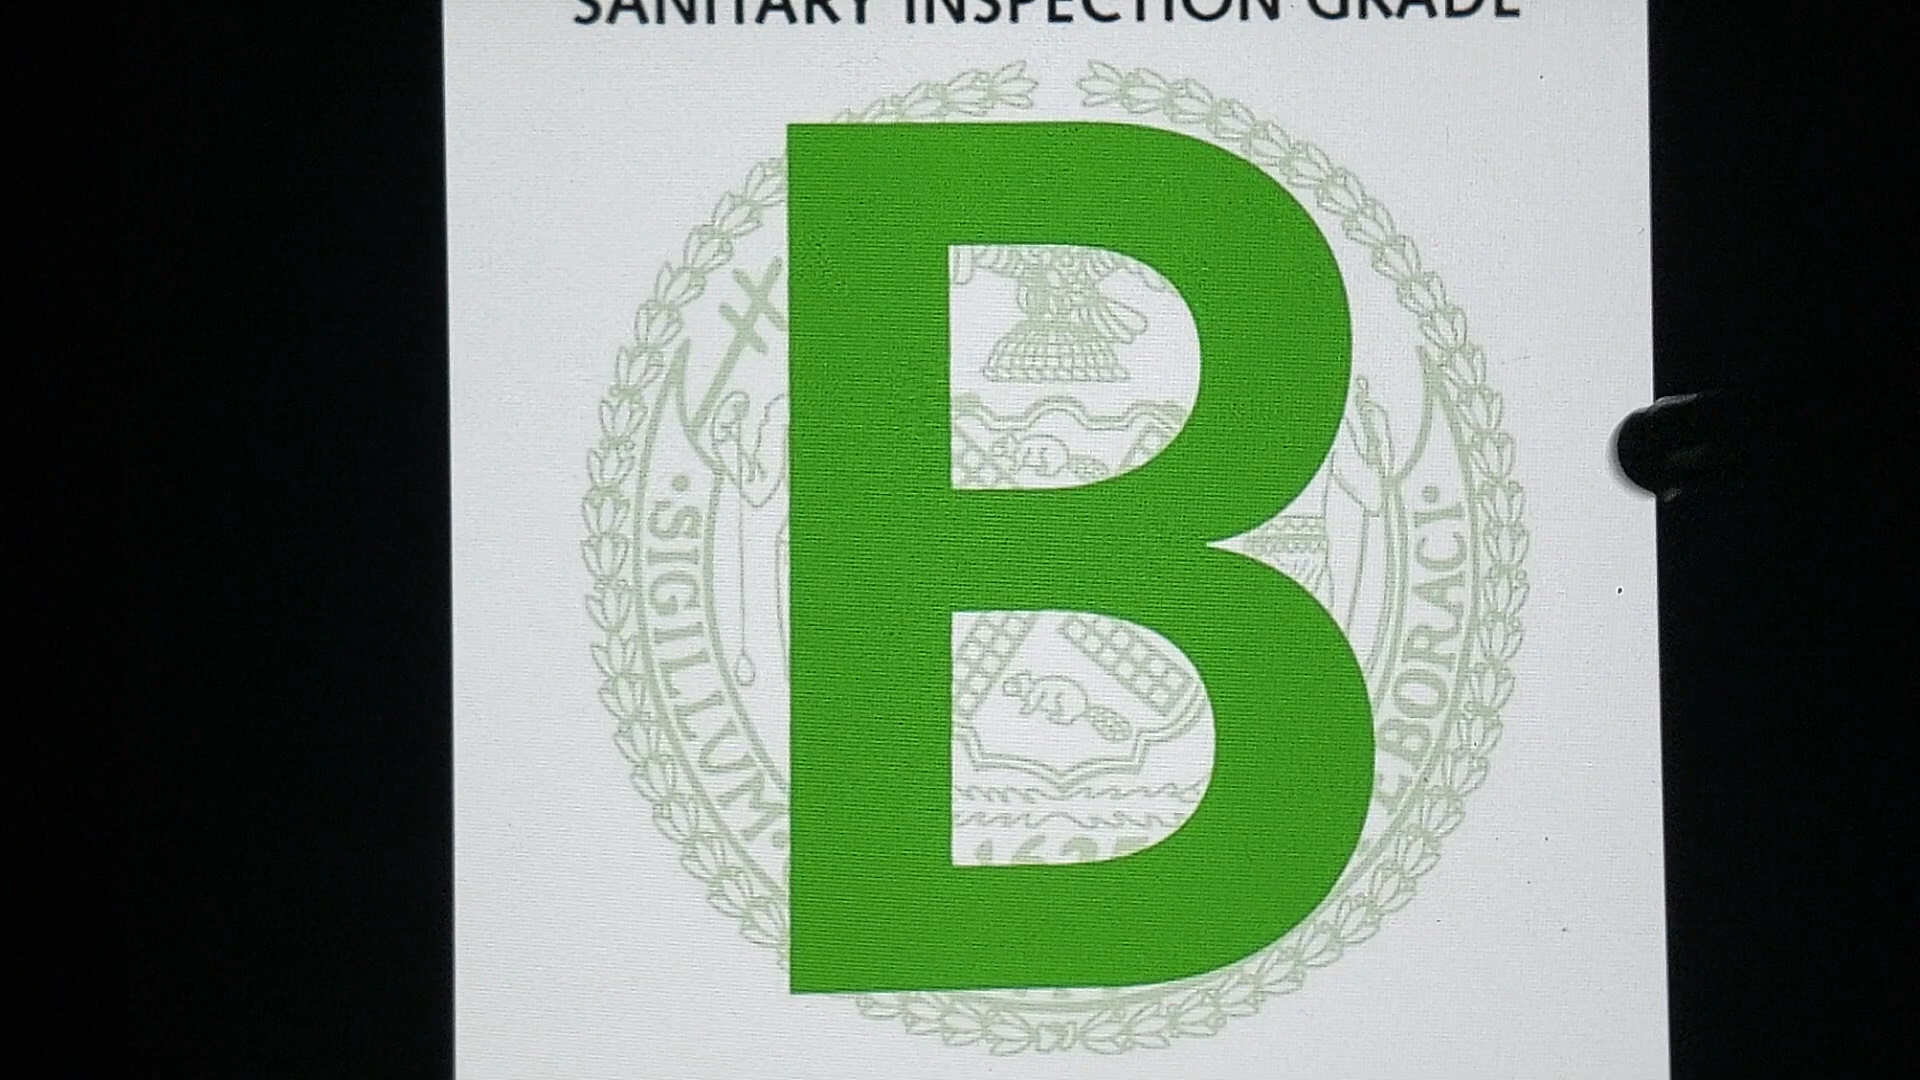 SANITARY INSPECTION GRADE
B
·SIGILLUM·
EBORACI·